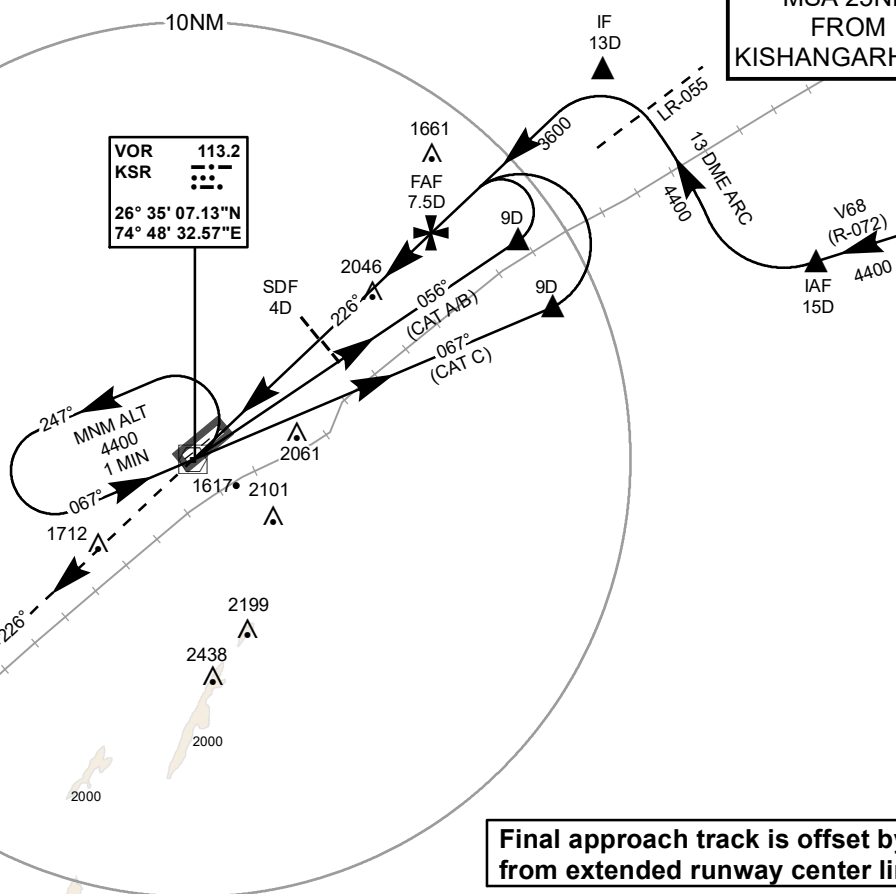 MSA 25N
FROM
KISHANGARH
10NM
IF
13D
LR-055
3600
13 DME ARC
4400
V68
(R-072)
4400
IAF
15D
1661
FAF
7.5D
VOR 113.2
KSR
26° 35' 07.13"N
74° 48' 32.57"E
9D
9D
2046
SDF
4D
226°
056°
(CAT A/B)
067°
(CAT C)
247°
MNM ALT
4400
1 MIN
067°
2061
1617
2101
1712
226°
2199
2438
2000
2000
Final approach track is offset by
from extended runway center li